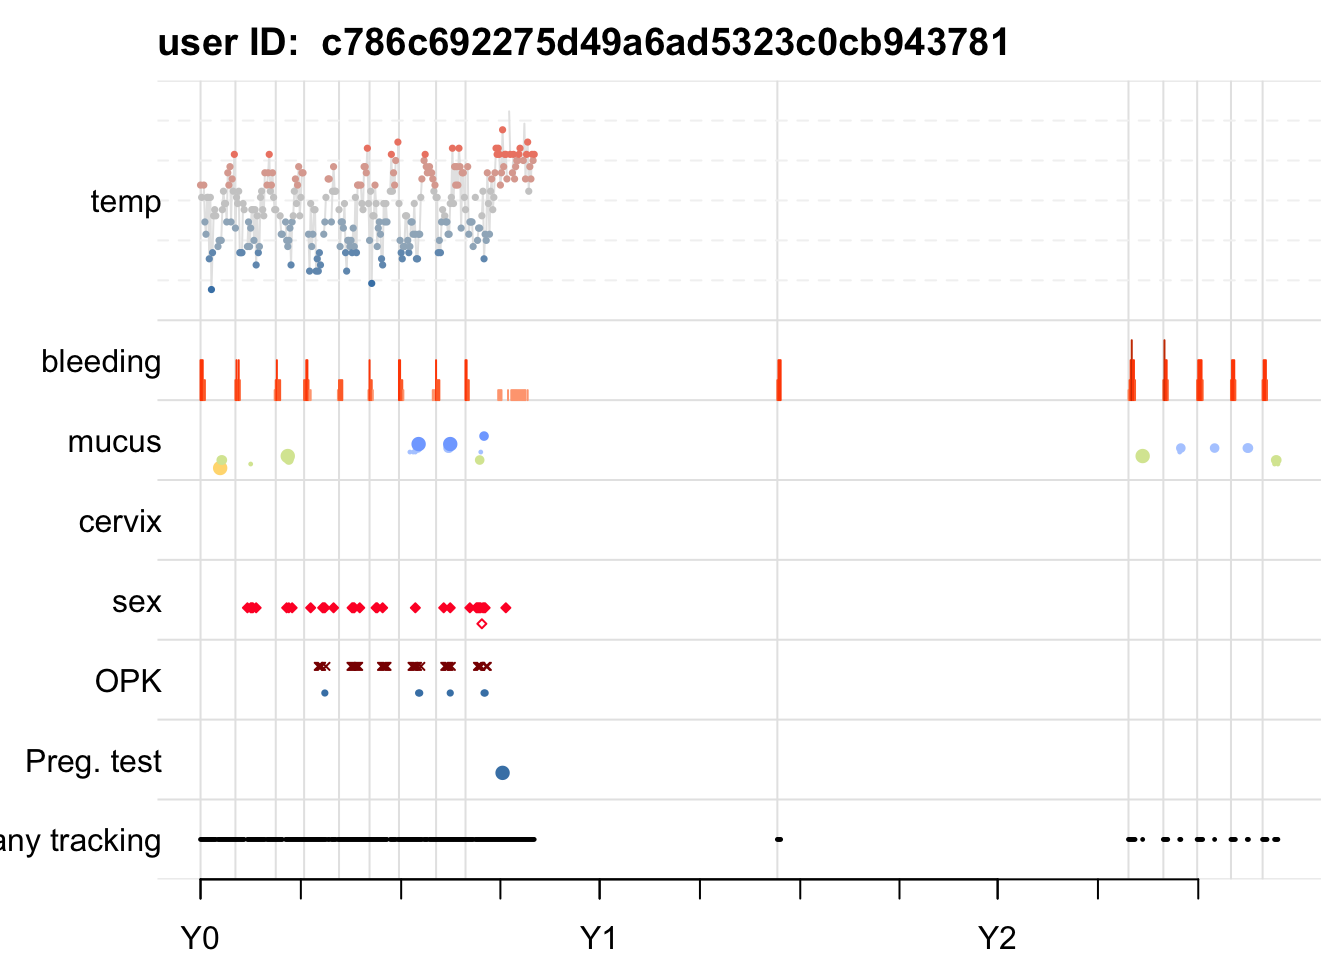 user ID:  c786c692275d49a6ad5323c0cb943781
temp
bleeding
mucus
cervix
sex
OPK
Preg. test
any tracking
Y0 Y1 Y2